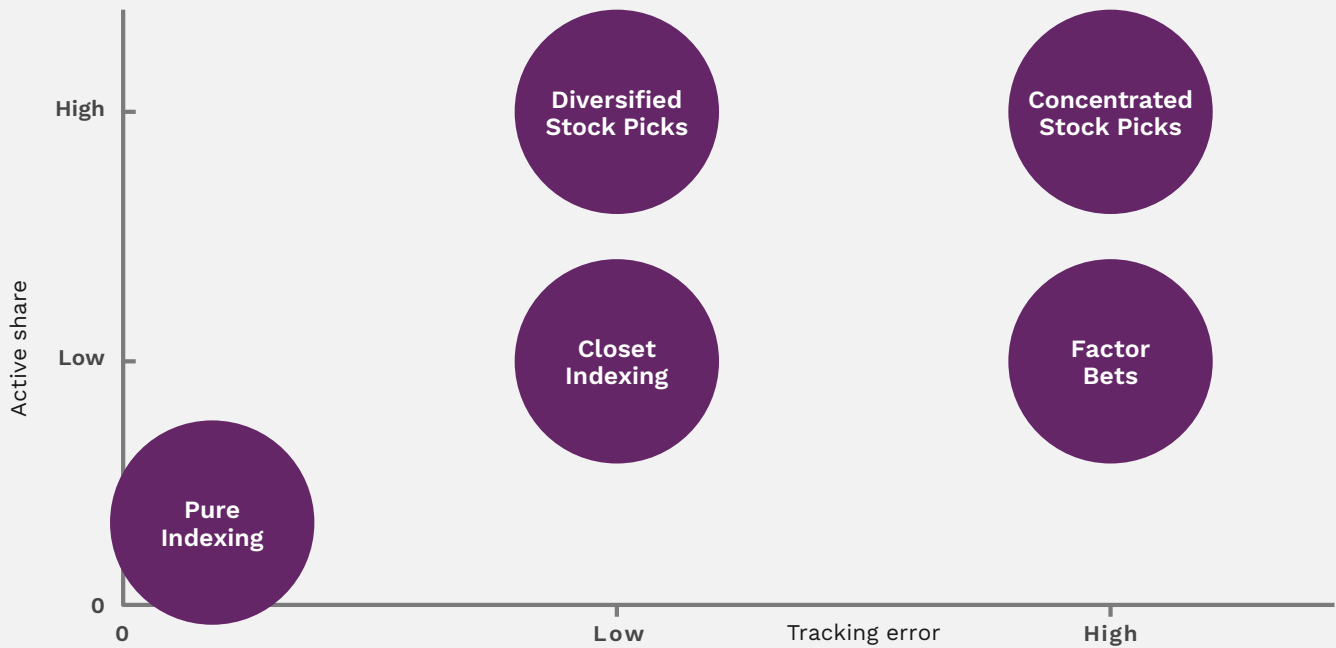 High
Diversified
Stock Picks
Concentrated
Stock Picks
Active share
Low
Closet
Indexing
Factor
Bets
Pure
Indexing
0
0
Low
Tracking error
High